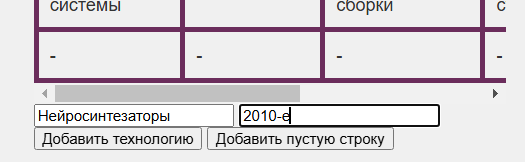 системы сборки с
- - -
Нейросинтезаторы 2010-е
Добавить технологию Добавить пустую строку